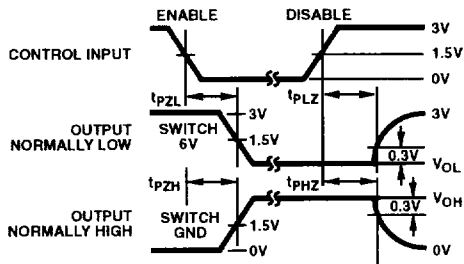 ENABLE DISABLE
3V
CONTROL INPUT 1.5V
0V
tPZL tPLZ
3V 3V
OUTPUT NORMALLY LOW
SWITCH 6V
1.5V
0.3V
VOL
tPZH tPHZ
VOH
0.3V
OUTPUT NORMALLY HIGH
SWITCH GND
1.5V
0V 0V